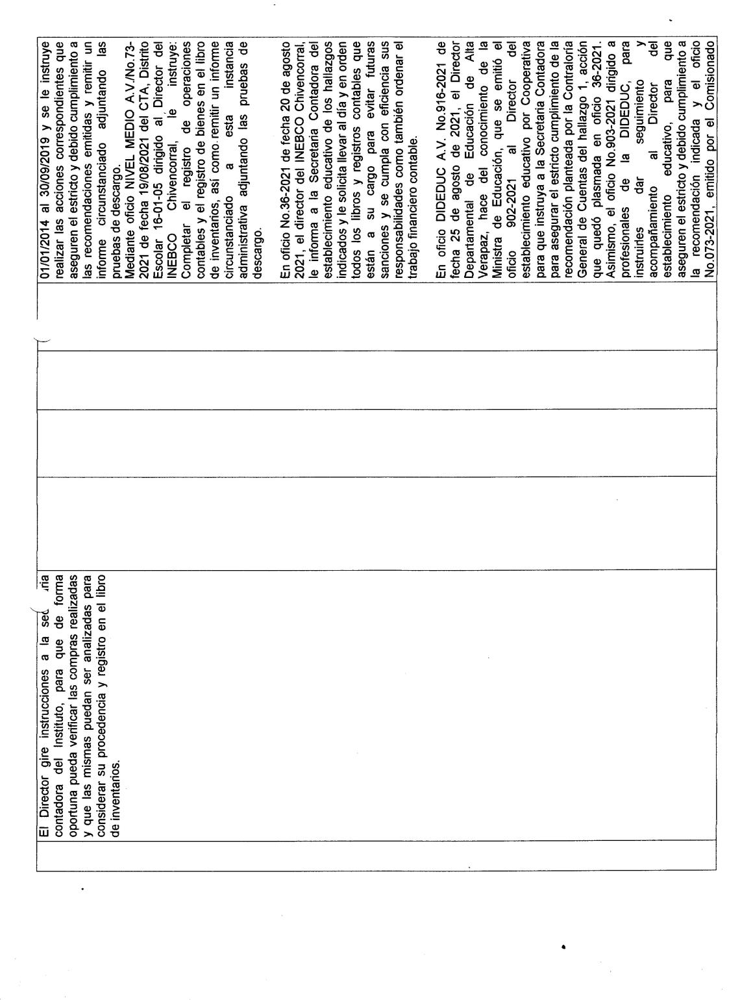 El Director gire instrucciones a la sec ria
contadora del Instituto, para que de forma
oportuna pueda verificar las compras realizadas
y que las mismas puedan ser analizadas para
considerar su procedencia y registro en el libro
de inventarios.
01/01/2014 al 30/09/2019 y se le instruye
realizar las acciones correspondientes que
aseguren el estricto y debido cumplimiento a
las recomendaciones emitidas y remitir un
informe circunstanciado adjuntando las
pruebas de descargo.
Mediante oficio NIVEL MEDIO A.V./No.73-
2021 de fecha 19/08/2021 del CTA, Distrito
Escolar 16-01-05 dirigido al Director del
INEBCO Chivencorral, le instruye:
Completar el registro de operaciones
contables y el registro de bienes en el libro
de inventarios, así como remitir un informe
circunstanciado a esta instancia
administrativa adjuntando las pruebas de
descargo.
En oficio No.36-2021 de fecha 20 de agosto
2021, el director del INEBCO Chivencorral,
le informa a la Secretaria Contadora del
establecimiento educativo de los hallazgos
indicados y le solicita llevar al día y en orden
todos los libros y registros contables que
están a su cargo para evitar futuras
sanciones y se cumpla con eficiencia sus
responsabilidades como también ordenar el
trabajo financiero contable.
En oficio DIDEDUC A.V. No.916-2021 de
fecha 25 de agosto de 2021, el Director
Departamental de Educación de Alta
Verapaz, hace del conocimiento de la
Ministra de Educación, que se emitió el
oficio 902-2021 al Director del
establecimiento educativo por Cooperativa
para que instruya a la Secretaria Contadora
para asegurar el estricto cumplimiento de la
recomendación planteada por la Contraloría
General de Cuentas del hallazgo 1, acción
que quedó plasmada en oficio 36-2021.
Asimismo, el oficio No.903-2021 dirigido a
profesionales de la DIDEDUC, para
instruirles dar seguimiento y
acompañamiento al Director del
establecimiento educativo, para que
aseguren el estricto y debido cumplimiento a
la recomendación indicada y el oficio
No.073-2021, emitido por el Comisionado